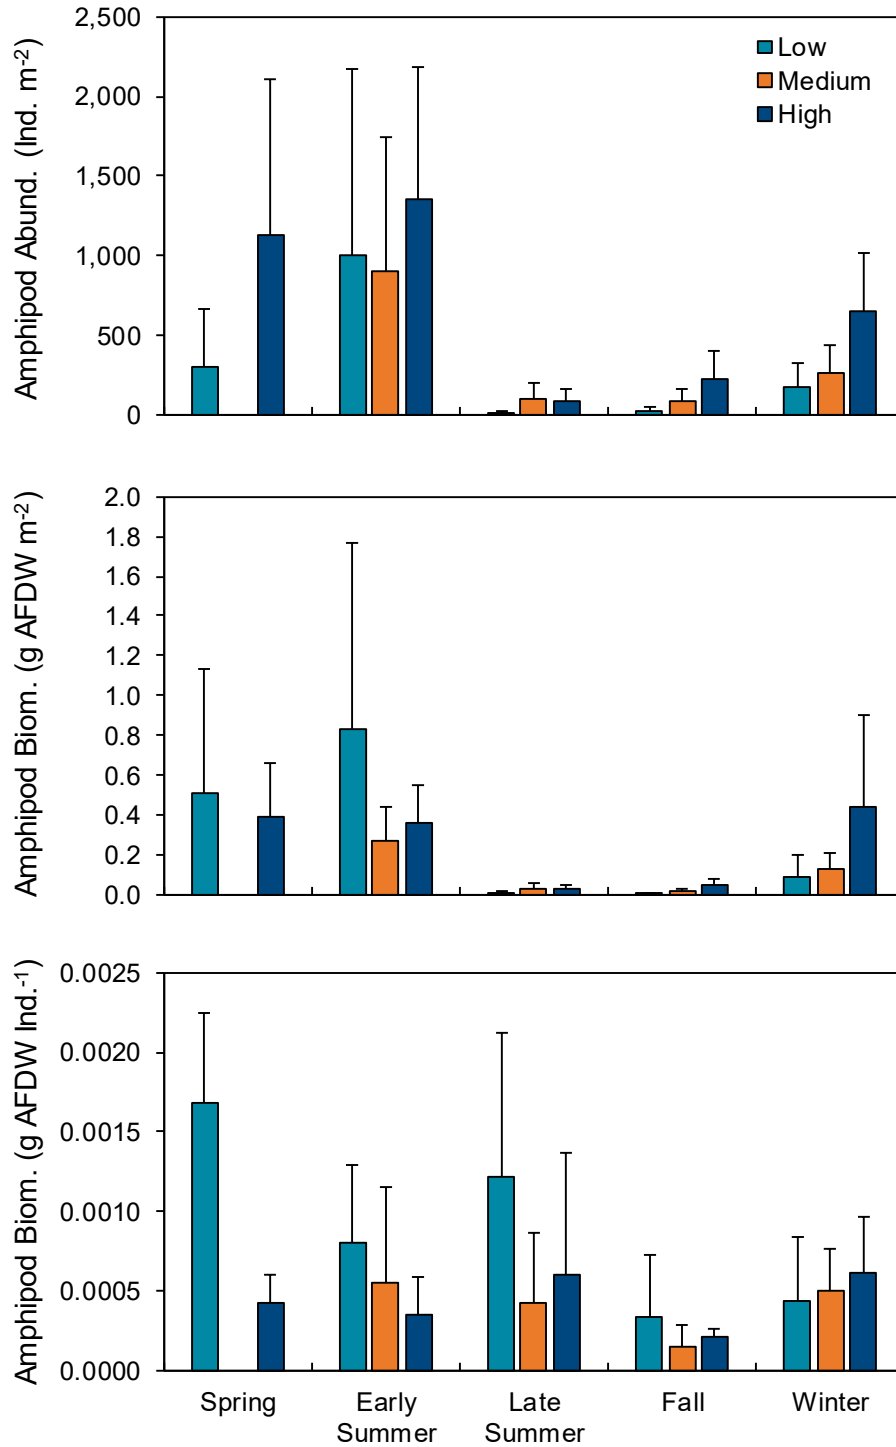 Amphipod Abund. (Ind. m-2)
2,500
2,000
1,500
1,000
500
0
Low
Medium
High
Amphipod Biom. (g AFDW m-2)
2.0
1.8
1.6
1.4
1.2
1.0
0.8
0.6
0.4
0.2
0.0
Amphipod Biom. (g AFDW Ind.-1)
0.0025
0.0020
0.0015
0.0010
0.0005
0.0000
Spring
Early
Summer
Late
Summer
Fall
Winter